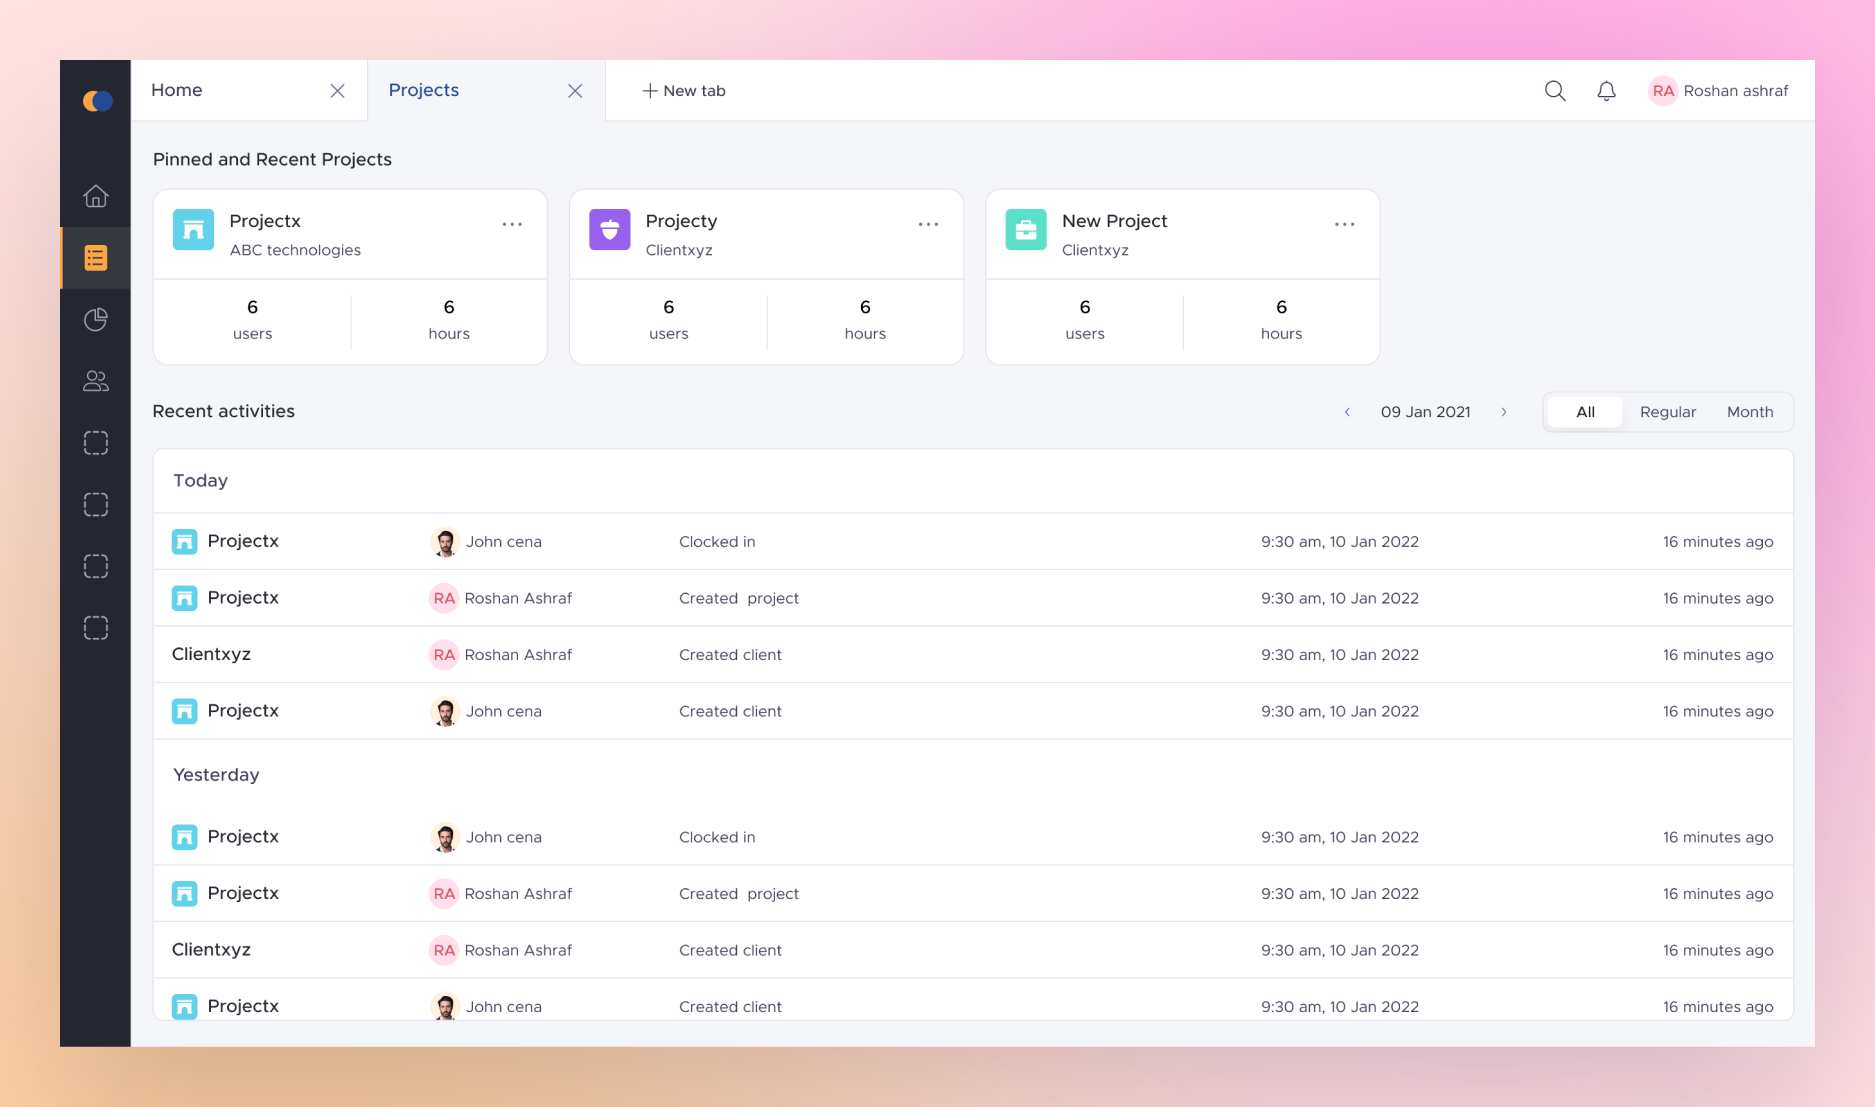 Home
Projects
New tab
RA Roshan ashraf
Pinned and Recent Projects
Projectx
ABC technologies
6 users
6 hours
Projecty
Clientxyz
6 users
6 hours
New Project
Clientxyz
6 users
6 hours
Recent activities
09 Jan 2021
All Regular Month
Today
Projectx John cena Clocked in 9:30 am, 10 Jan 2022 16 minutes ago
Projectx RA Roshan Ashraf Created project 9:30 am, 10 Jan 2022 16 minutes ago
Clientxyz RA Roshan Ashraf Created client 9:30 am, 10 Jan 2022 16 minutes ago
Projectx John cena Created client 9:30 am, 10 Jan 2022 16 minutes ago
Yesterday
Projectx John cena Clocked in 9:30 am, 10 Jan 2022 16 minutes ago
Projectx RA Roshan Ashraf Created project 9:30 am, 10 Jan 2022 16 minutes ago
Clientxyz RA Roshan Ashraf Created client 9:30 am, 10 Jan 2022 16 minutes ago
Projectx John cena Created client 9:30 am, 10 Jan 2022 16 minutes ago